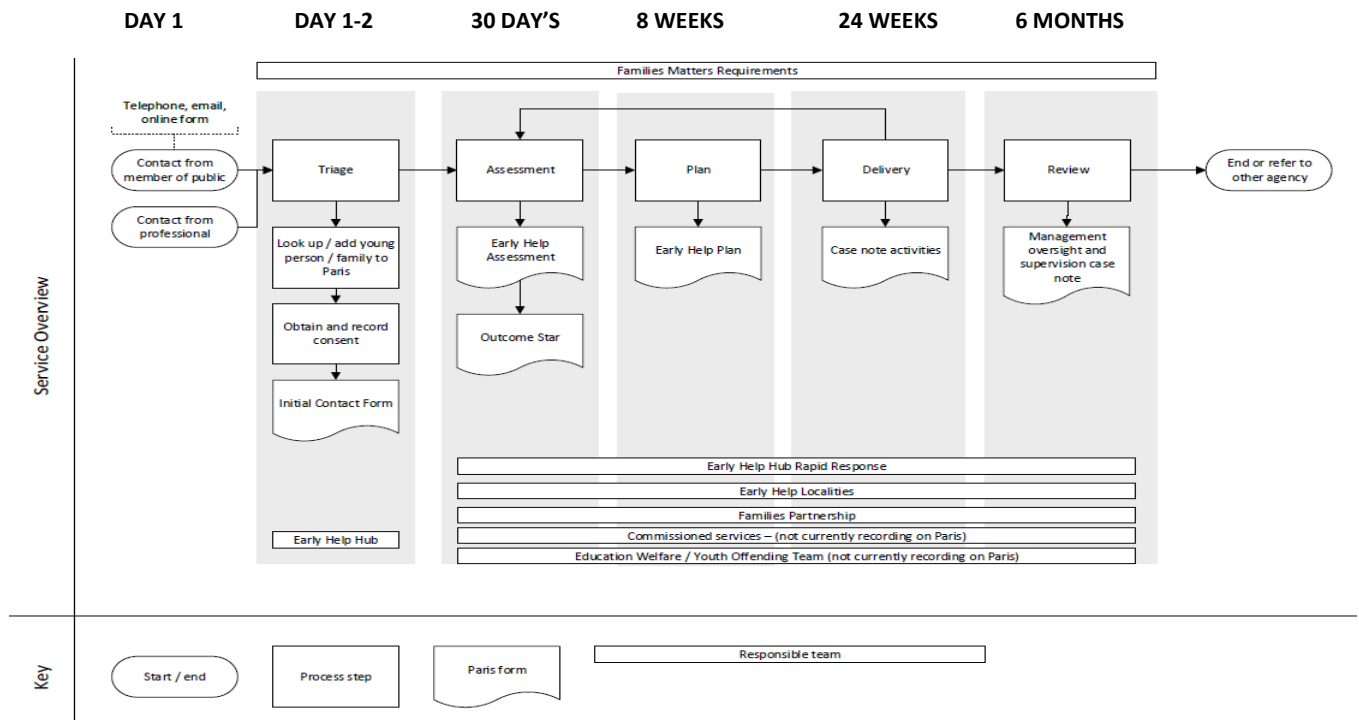 DAY 1
DAY 1-2
30 DAY’S
8 WEEKS
24 WEEKS
6 MONTHS
Service Overview
Families Matters Requirements
Telephone, email,
online form
Contact from
member of public
Contact from
professional
Triage
Assessment
Plan
Delivery
Review
End or refer to
other agency
Look up / add young
person / family to
Paris
Obtain and record
consent
Initial Contact Form
Early Help
Assessment
Outcome Star
Early Help Plan
Case note activities
Management
oversight and
supervision case
note
Early Help Hub Rapid Response
Early Help Localities
Families Partnership
Early Help Hub
Commissioned services – (not currently recording on Paris)
Education Welfare / Youth Offending Team (not currently recording on Paris)
Key
Start / end
Process step
Paris form
Responsible team